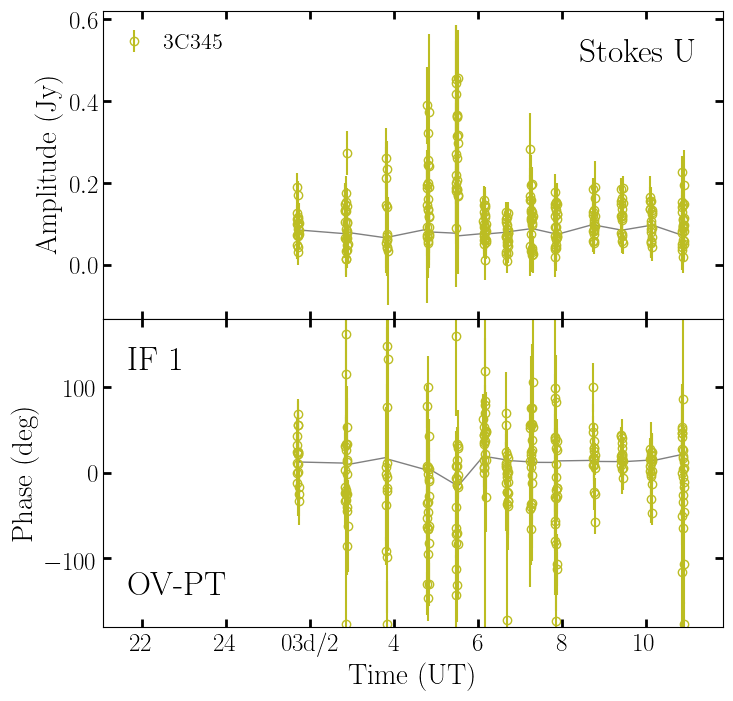 3C345
Stokes U
Amplitude (Jy)
0.6
0.4
0.2
0.0
IF 1
Phase (deg)
100
0
−100
OV-PT
22 24 03d/2 4 6 8 10
Time (UT)